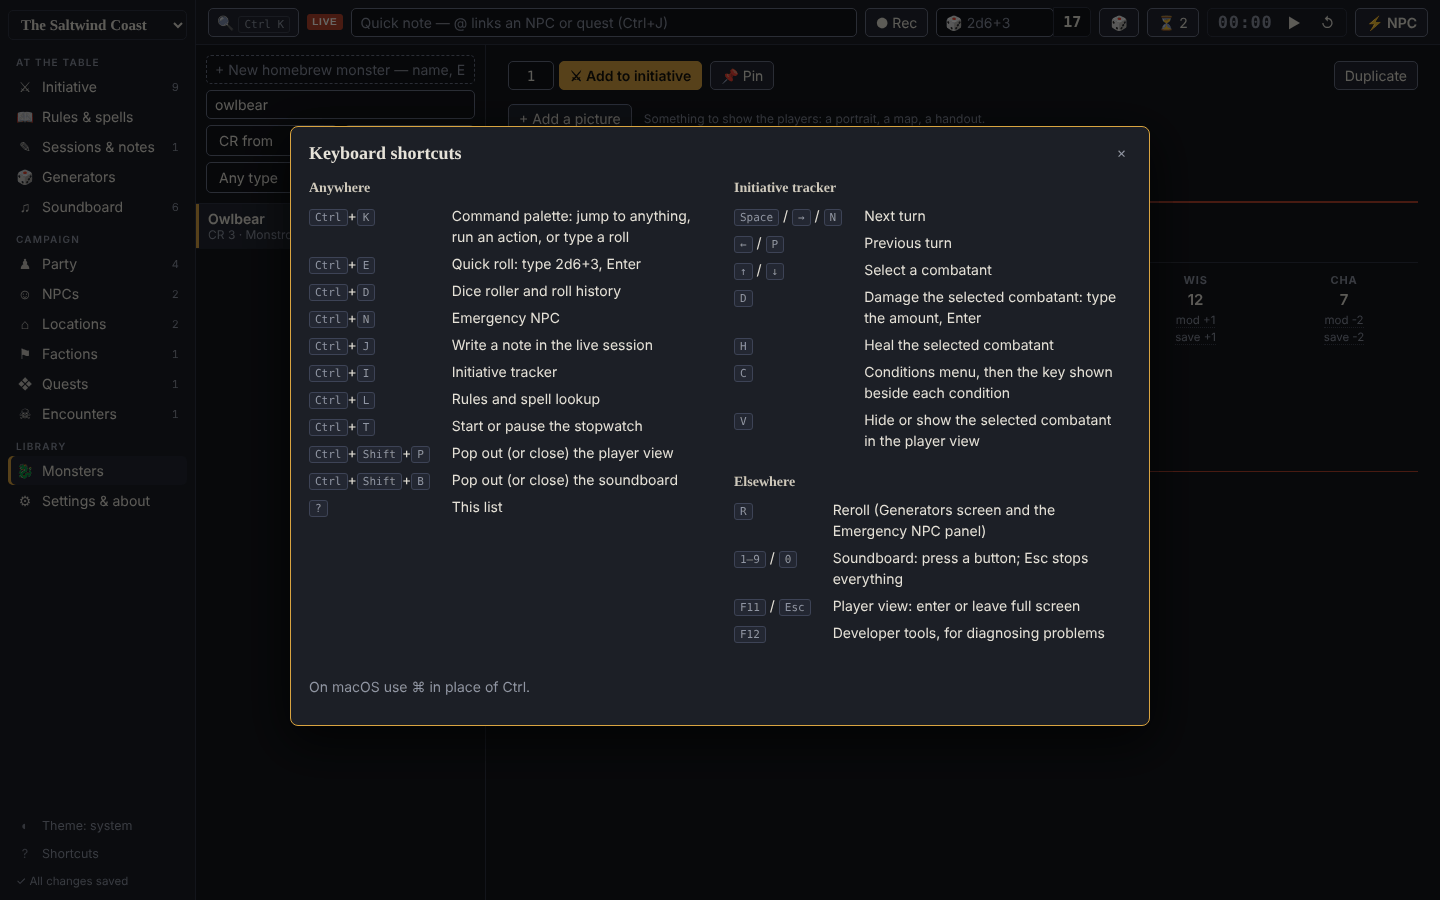 The Saltwind Coast
Ctrl K
LIVE
Quick note — @ links an NPC or quest (Ctrl+J)
Rec
2d6+3
17
2
00:00
NPC
AT THE TABLE
Initiative 9
Rules & spells
Sessions & notes 1
Generators
Soundboard 6
CAMPAIGN
Party 4
NPCs 2
Locations 2
Factions 1
Quests 1
Encounters 1
LIBRARY
Monsters
Settings & about
Theme: system
? Shortcuts
✓ All changes saved
+ New homebrew monster — name, E
owlbear
CR from
Any type
Owlbear
CR 3 · Monstro
1
Add to initiative
Pin
Duplicate
+ Add a picture
Something to show the players: a portrait, a map, a handout.
WIS
12
mod +1
save +1
CHA
7
mod -2
save -2
Keyboard shortcuts
×
Anywhere
Ctrl+K Command palette: jump to anything,
run an action, or type a roll
Ctrl+E Quick roll: type 2d6+3, Enter
Ctrl+D Dice roller and roll history
Ctrl+N Emergency NPC
Ctrl+J Write a note in the live session
Ctrl+I Initiative tracker
Ctrl+L Rules and spell lookup
Ctrl+T Start or pause the stopwatch
Ctrl+Shift+P Pop out (or close) the player view
Ctrl+Shift+B Pop out (or close) the soundboard
? This list
Initiative tracker
Space / → / N Next turn
← / P Previous turn
↑ / ↓ Select a combatant
D Damage the selected combatant: type
the amount, Enter
H Heal the selected combatant
C Conditions menu, then the key shown
beside each condition
V Hide or show the selected combatant
in the player view
Elsewhere
R Reroll (Generators screen and the
Emergency NPC panel)
1–9 / 0 Soundboard: press a button; Esc stops
everything
F11 / Esc Player view: enter or leave full screen
F12 Developer tools, for diagnosing problems
On macOS use ⌘ in place of Ctrl.